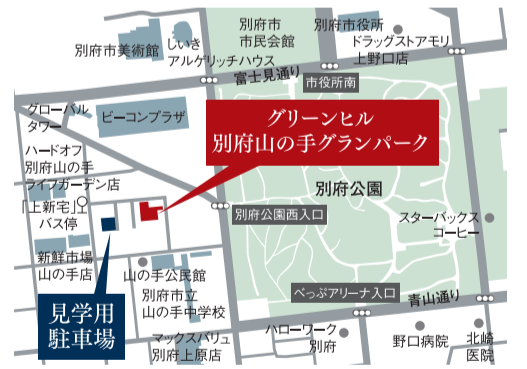 別府市
市民会館
別府市役所
ドラッグストアモリ
上野口店
別府市美術館
しいき
アルゲリッチハウス
富士見通り
市役所南
グローバル
タワー
ビーコンプラザ
グリーンヒル
別府山の手グランパーク
ハードオフ
別府山の手
ライフガーデン店
別府公園
「上新宅」
バス停
別府公園西入口
スターバックス
コーヒー
新鮮市場
山の手店
山の手公民館
別府市立
山の手中学校
べっぷアリーナ入口
青山通り
見学用
駐車場
マックスバリュ
別府上原店
ハローワーク
別府
野口病院
北崎
医院